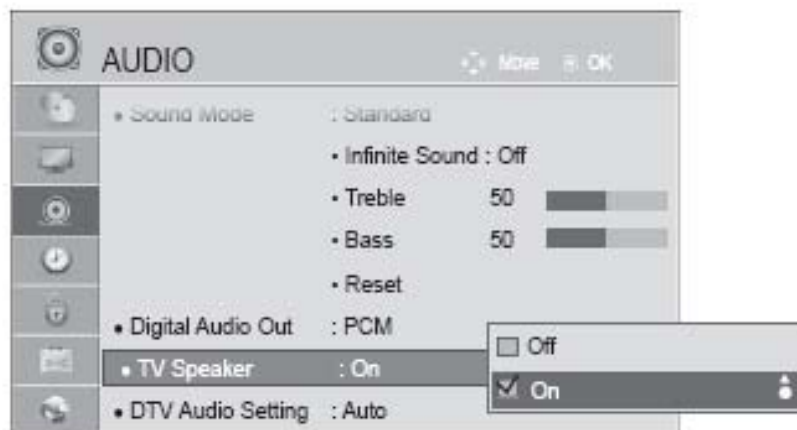 AUDIO Move OK
• Sound Mode : Standard
• Infinite Sound : Off
• Treble 50
• Bass 50
• Reset
• Digital Audio Out : PCM
• TV Speaker : On
• DTV Audio Setting : Auto
Off
On